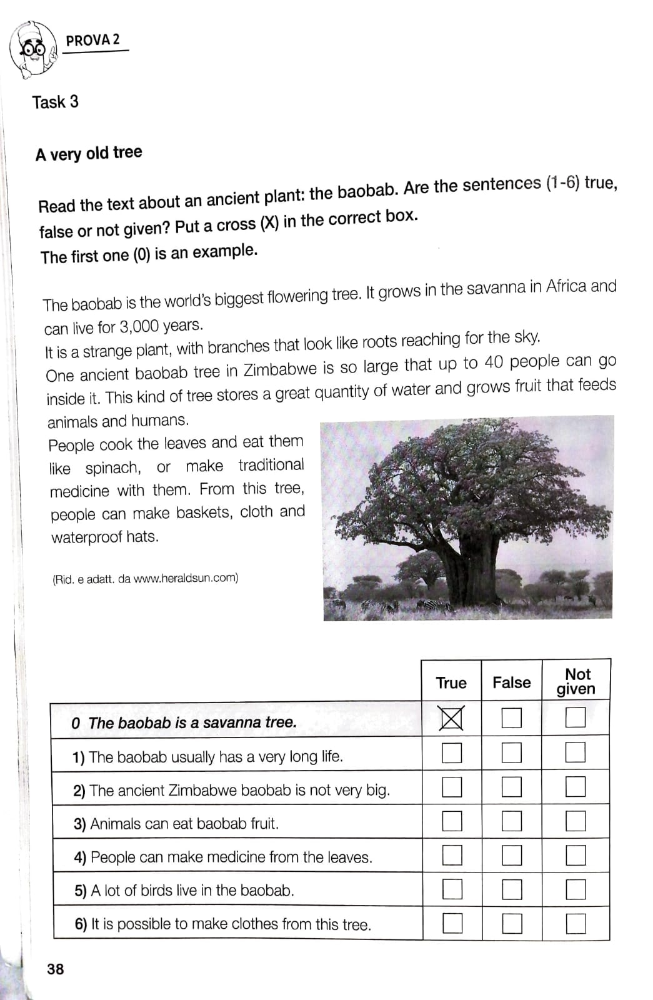 PROVA 2
Task 3
A very old tree
Read the text about an ancient plant: the baobab. Are the sentences (1-6) true,
false or not given? Put a cross (X) in the correct box.
The first one (0) is an example.
The baobab is the world's biggest flowering tree. It grows in the savanna in Africa and
can live for 3,000 years.
It is a strange plant, with branches that look like roots reaching for the sky.
One ancient baobab tree in Zimbabwe is so large that up to 40 people can go
inside it. This kind of tree stores a great quantity of water and grows fruit that feeds
animals and humans.
People cook the leaves and eat them
like spinach, or make traditional
medicine with them. From this tree,
people can make baskets, cloth and
waterproof hats.
(Rid. e adatt. da www.heraldsun.com)
True False Not given
0 The baobab is a savanna tree.
1) The baobab usually has a very long life.
2) The ancient Zimbabwe baobab is not very big.
3) Animals can eat baobab fruit.
4) People can make medicine from the leaves.
5) A lot of birds live in the baobab.
6) It is possible to make clothes from this tree.
38